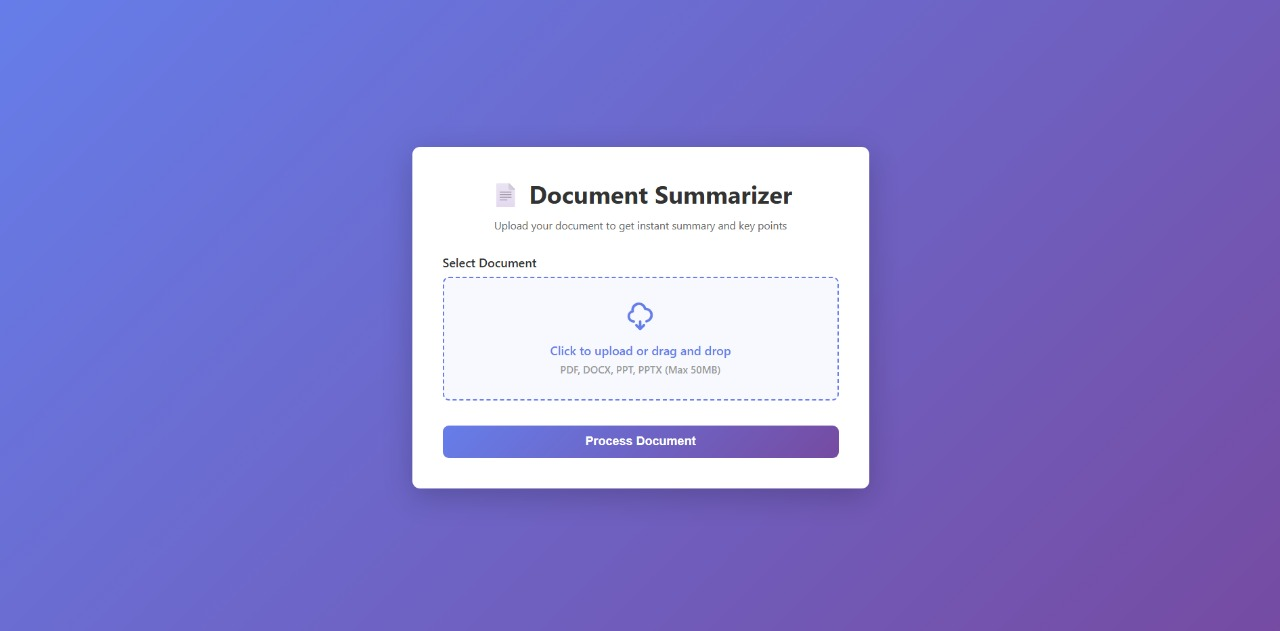 Document Summarizer
Upload your document to get instant summary and key points
Select Document
Click to upload or drag and drop
PDF, DOCX, PPT, PPTX (Max 50MB)
Process Document